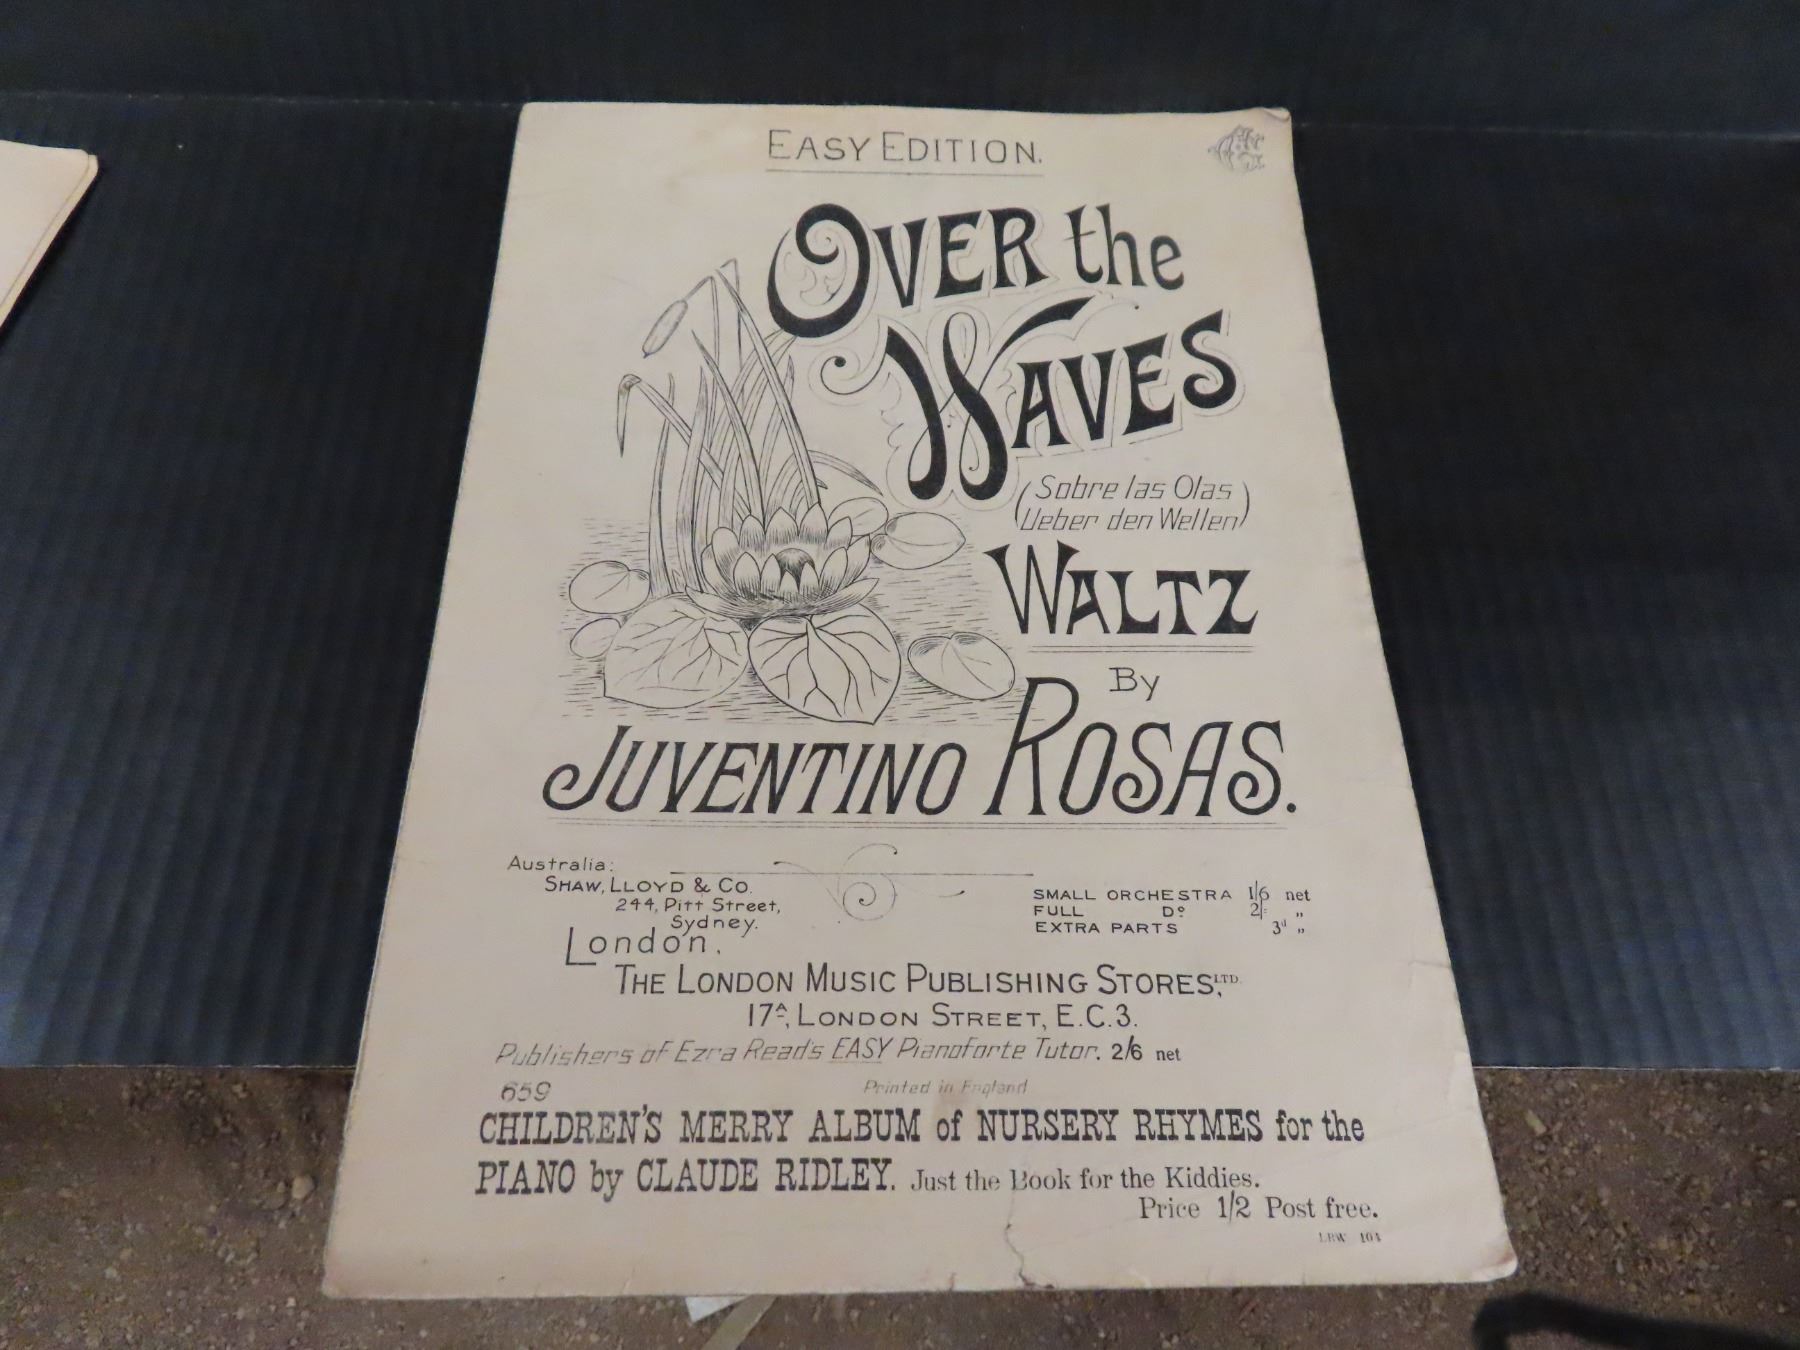 EASY EDITION.
OVER the
WAVES
(Sobre las Olas)
(Ueber den Wellen)
WALTZ
By
JUVENTINO ROSAS.
Australia:
SHAW, LLOYD & Co.
244, Pitt Street,
Sydney.
SMALL ORCHESTRA 1/6 net
FULL Dº 2/= „
EXTRA PARTS 3ᵈ „
London.
THE LONDON MUSIC PUBLISHING STORES, LTD.
17A, LONDON STREET, E.C.3.
Publishers of Ezra Read's EASY Pianoforte Tutor. 2/6 net
659
Printed in England
CHILDREN'S MERRY ALBUM of NURSERY RHYMES for the
PIANO by CLAUDE RIDLEY. Just the Book for the Kiddies.
Price 1/2 Post free.
LRW 104